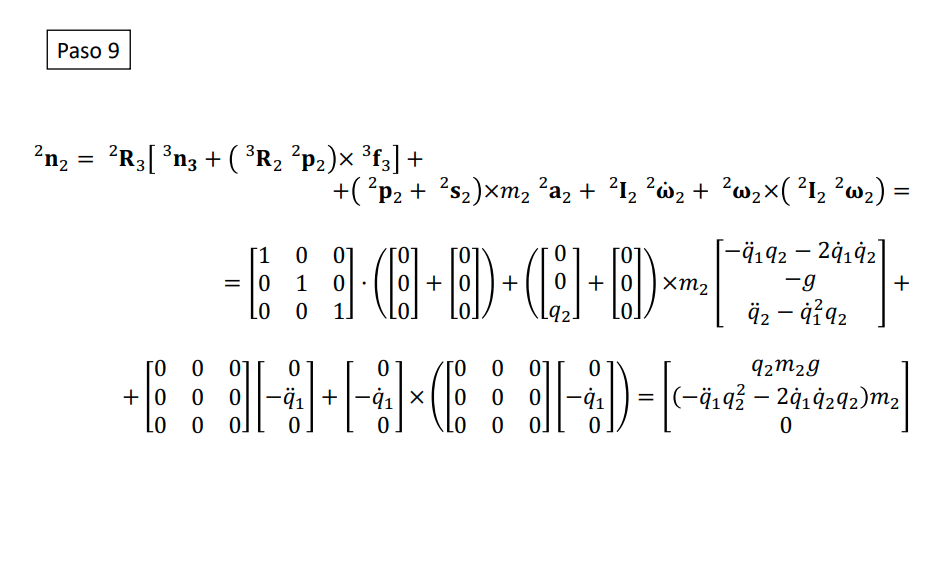 Paso 9
²n₂ = ²R₃[ ³n₃ + ( ³R₂ ²p₂)× ³f₃] +
+( ²p₂ + ²s₂)×m₂ ²a₂ + ²I₂ ²ω̇₂ + ²ω₂×( ²I₂ ²ω₂) =
= [1 0 0; 0 1 0; 0 0 1] · ([0; 0; 0] + [0; 0; 0]) + ([0; 0; q₂] + [0; 0; 0]) ×m₂ [−q̈₁q₂ − 2q̇₁q̇₂; −g; q̈₂ − q̇₁²q₂] +
+ [0 0 0; 0 0 0; 0 0 0] [0; −q̈₁; 0] + [0; −q̇₁; 0] × ([0 0 0; 0 0 0; 0 0 0] [0; −q̇₁; 0]) = [q₂m₂g; (−q̈₁q₂² − 2q̇₁q̇₂q₂)m₂; 0]